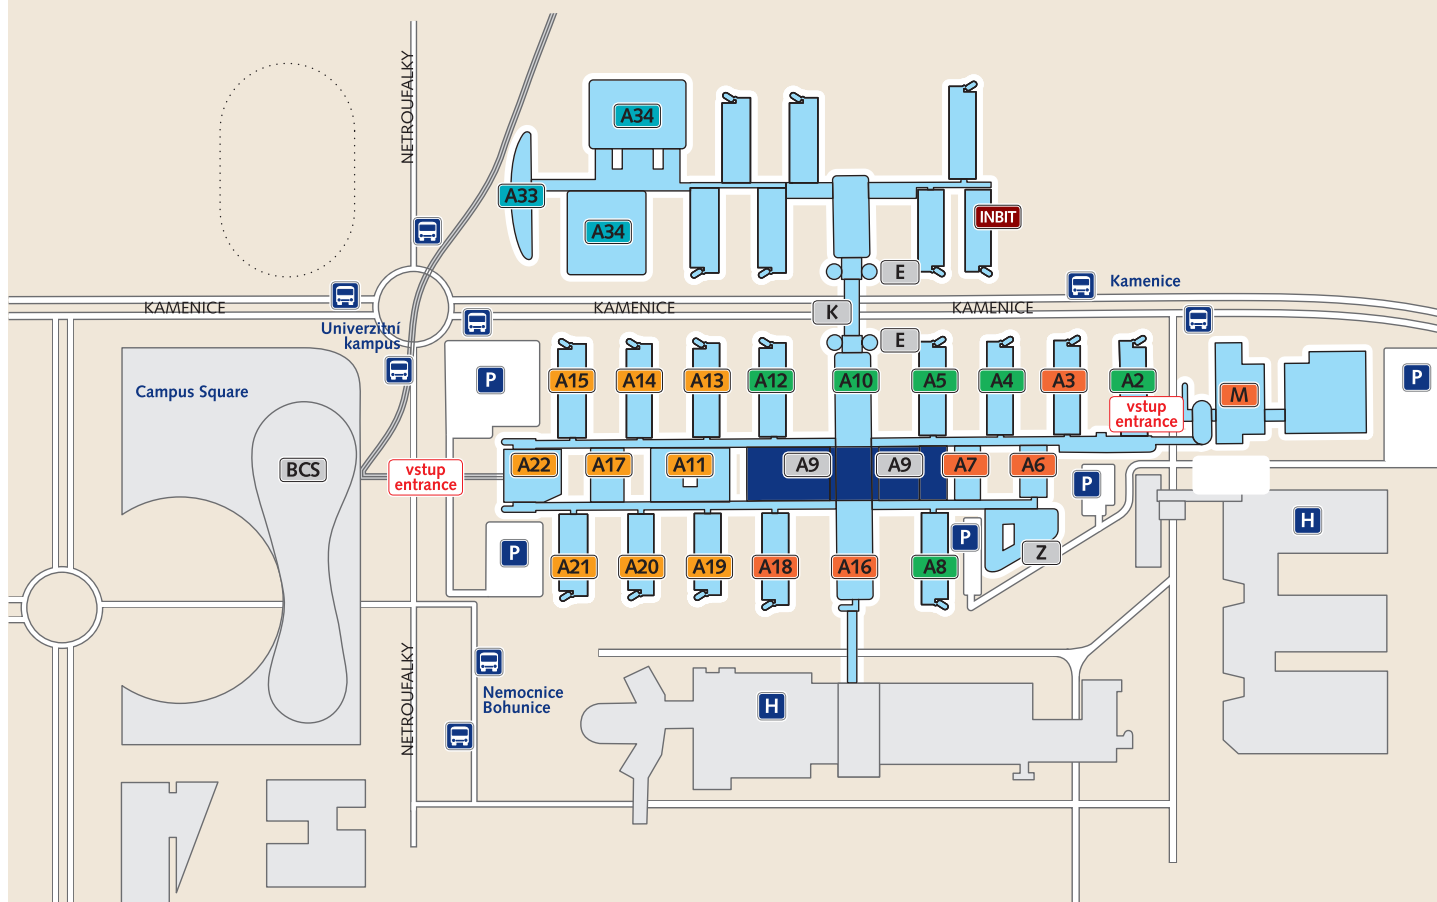 NETROUFALKY
A34
A33
INBIT
A34
E
Kamenice
KAMENICE
KAMENICE
KAMENICE
K
Univerzitní
kampus
E
Campus Square
P
A15
A14
A13
A12
A10
A5
A4
A3
A2
M
P
vstup
entrance
BCS
vstup
entrance
A22
A17
A11
A9
A9
A7
A6
P
H
P
P
Z
A21
A20
A19
A18
A16
A8
NETROUFALKY
Nemocnice
Bohunice
H